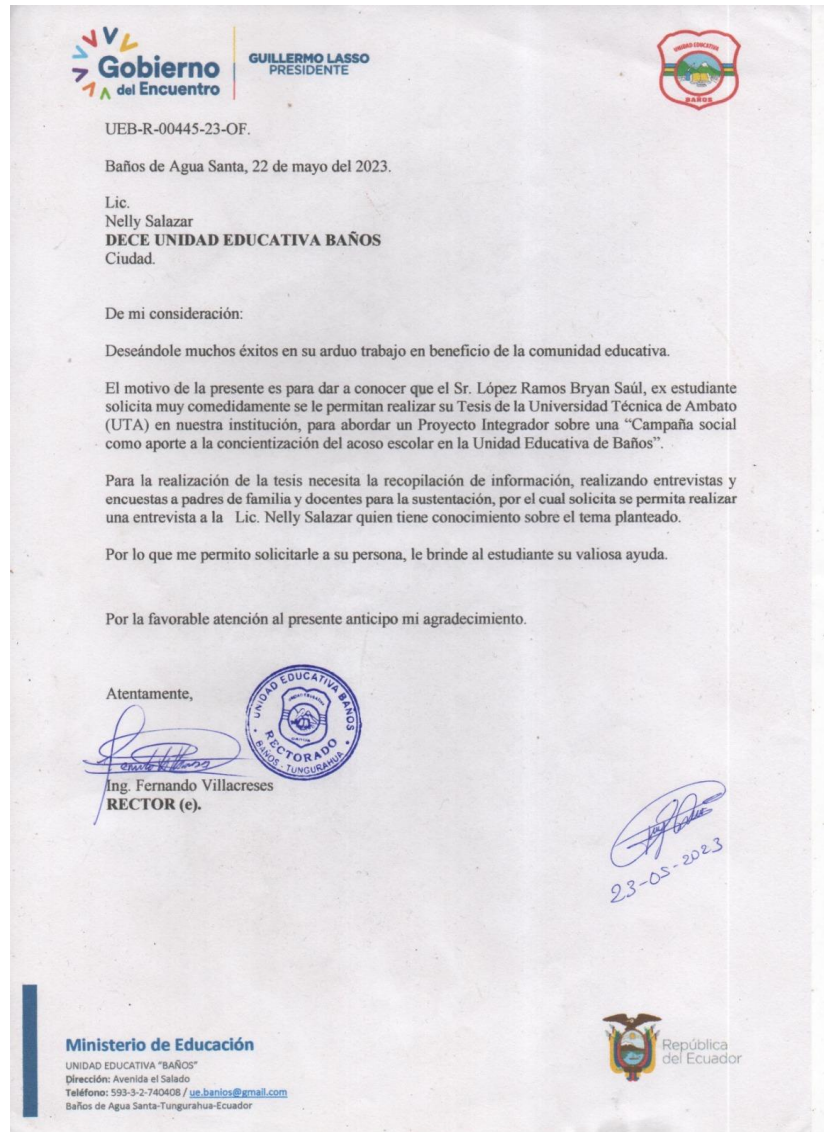 Gobierno
del Encuentro
GUILLERMO LASSO
PRESIDENTE
UNIDAD EDUCATIVA
BAÑOS
UEB-R-00445-23-OF.
Baños de Agua Santa, 22 de mayo del 2023.
Lic.
Nelly Salazar
DECE UNIDAD EDUCATIVA BAÑOS
Ciudad.
De mi consideración:
Deseándole muchos éxitos en su arduo trabajo en beneficio de la comunidad educativa.
El motivo de la presente es para dar a conocer que el Sr. López Ramos Bryan Saúl, ex estudiante
solicita muy comedidamente se le permitan realizar su Tesis de la Universidad Técnica de Ambato
(UTA) en nuestra institución, para abordar un Proyecto Integrador sobre una “Campaña social
como aporte a la concientización del acoso escolar en la Unidad Educativa de Baños”.
Para la realización de la tesis necesita la recopilación de información, realizando entrevistas y
encuestas a padres de familia y docentes para la sustentación, por el cual solicita se permita realizar
una entrevista a la Lic. Nelly Salazar quien tiene conocimiento sobre el tema planteado.
Por lo que me permito solicitarle a su persona, le brinde al estudiante su valiosa ayuda.
Por la favorable atención al presente anticipo mi agradecimiento.
Atentamente,
UNIDAD EDUCATIVA BAÑOS
RECTORADO
BAÑOS - TUNGURAHUA
Ing. Fernando Villacreses
RECTOR (e).
23-05-2023
Ministerio de Educación
UNIDAD EDUCATIVA “BAÑOS”
Dirección: Avenida el Salado
Teléfono: 593-3-2-740408 / ue.banios@gmail.com
Baños de Agua Santa-Tungurahua-Ecuador
República
del Ecuador